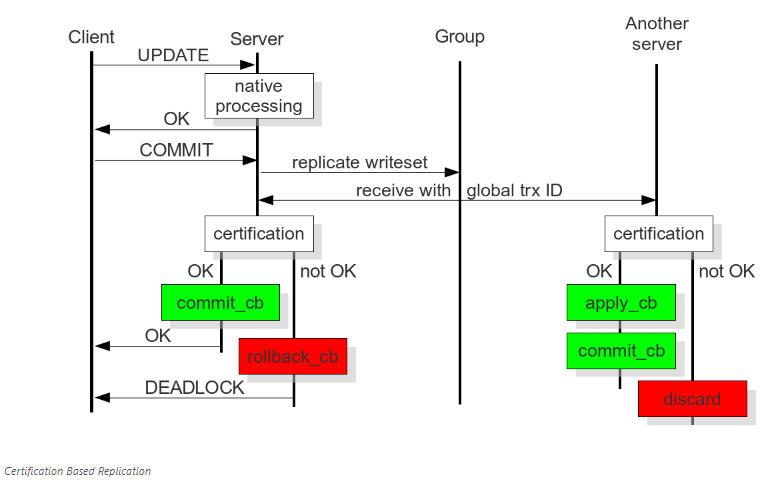 Client
Server
Group
Another
server
UPDATE
native
processing
OK
COMMIT
replicate writeset
receive with global trx ID
certification
certification
OK
not OK
OK
not OK
commit_cb
apply_cb
OK
rollback_cb
commit_cb
DEADLOCK
discard
Certification Based Replication